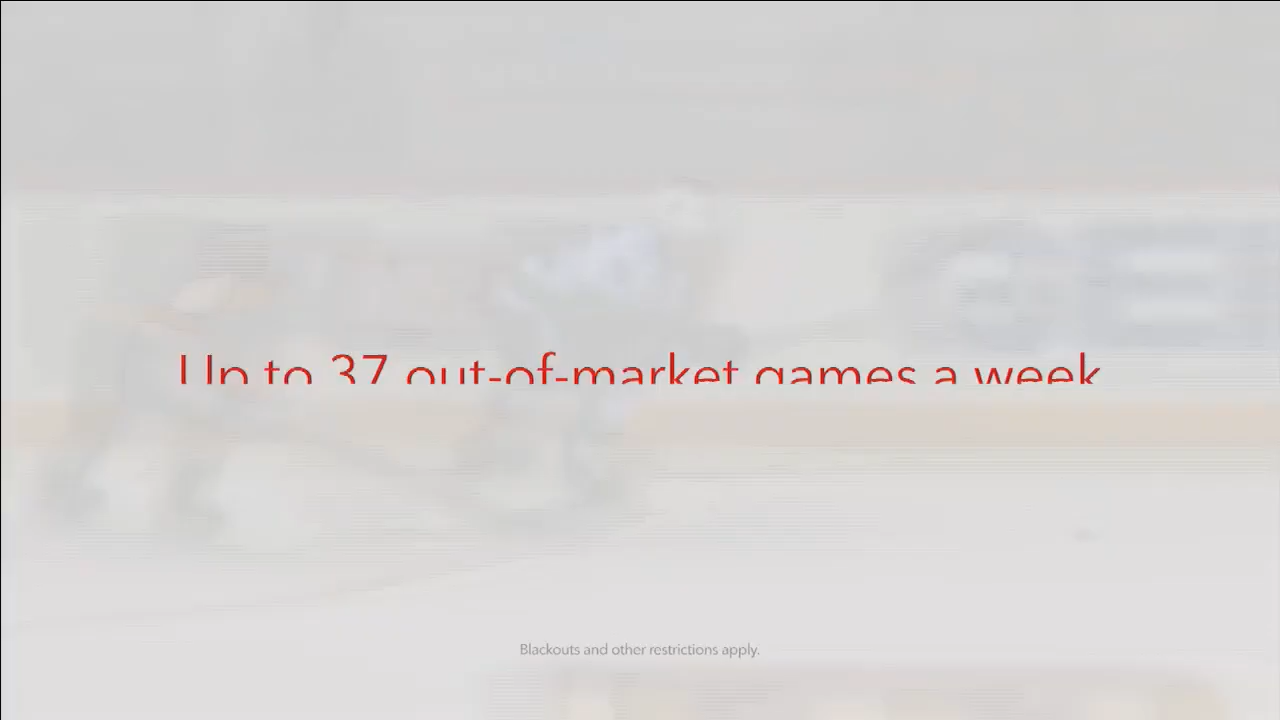 Up to 37 out-of-market games a week
Blackouts and other restrictions apply.